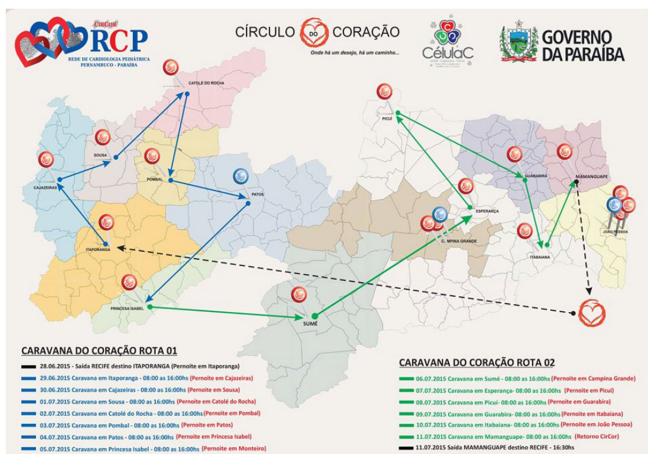 CirCor
RCP
REDE DE CARDIOLOGIA PEDIÁTRICA
PERNAMBUCO - PARAÍBA
CÍRCULO DO CORAÇÃO
Onde há um desejo, há um caminho...
CélulaC
GOVERNO
DA PARAÍBA
CATOLÉ DO ROCHA
SOUSA
POMBAL
CAJAZEIRAS
PATOS
ITAPORANGA
PRINCESA ISABEL
SUMÉ
PICUÍ
GUARABIRA
MAMANGUAPE
ESPERANÇA
C. MPINA GRANDE
ITABAIANA
JOÃO PESSOA
CARAVANA DO CORAÇÃO ROTA 01
28.06.2015 - Saída RECIFE destino ITAPORANGA (Pernoite em Itaporanga)
29.06.2015 Caravana em Itaporanga - 08:00 as 16:00hs (Pernoite em Cajazeiras)
30.06.2015 Caravana em Cajazeiras - 08:00 as 16:00hs (Pernoite em Sousa)
01.07.2015 Caravana em Sousa - 08:00 as 16:00hs (Pernoite em Catolé do Rocha)
02.07.2015 Caravana em Catolé do Rocha - 08:00 as 16:00hs (Pernoite em Pombal)
03.07.2015 Caravana em Pombal - 08:00 as 16:00hs (Pernoite em Patos)
04.07.2015 Caravana em Patos - 08:00 as 16:00hs (Pernoite em Princesa Isabel)
05.07.2015 Caravana em Princesa Isabel - 08:00 as 16:00hs (Pernoite em Monteiro)
CARAVANA DO CORAÇÃO ROTA 02
06.07.2015 Caravana em Sumé - 08:00 as 16:00hs (Pernoite em Campina Grande)
07.07.2015 Caravana em Esperança- 08:00 as 16:00hs (Pernoite em Picuí)
08.07.2015 Caravana em Picuí- 08:00 as 16:00hs (Pernoite em Guarabira)
09.07.2015 Caravana em Guarabira- 08:00 as 16:00hs (Pernoite em Itabaiana)
10.07.2015 Caravana em Itabaiana- 08:00 as 16:00hs (Pernoite em João Pessoa)
11.07.2015 Caravana em Mamanguape- 08:00 as 16:00hs (Retorno CirCor)
11.07.2015 Saída MAMANGUAPE destino RECIFE - 16:30hs